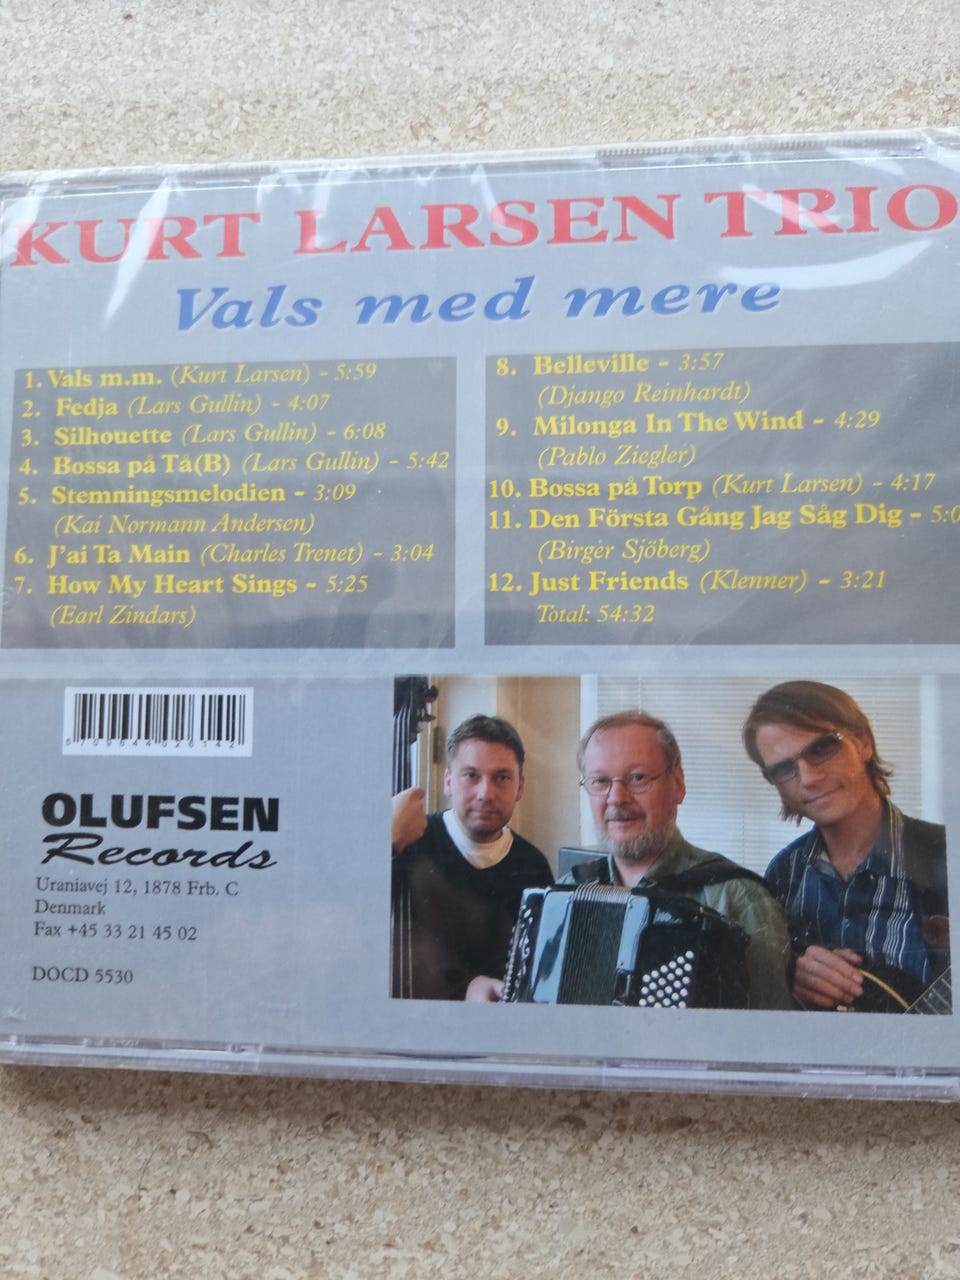 KURT LARSEN TRIO
Vals med mere
1. Vals m.m. (Kurt Larsen) - 5:59
2. Fedja (Lars Gullin) - 4:07
3. Silhouette (Lars Gullin) - 6:08
4. Bossa på Tå(B) (Lars Gullin) - 5:42
5. Stemningsmelodien - 3:09
(Kai Normann Andersen)
6. J'ai Ta Main (Charles Trenet) - 3:04
7. How My Heart Sings - 5:25
(Earl Zindars)
8. Belleville - 3:57
(Django Reinhardt)
9. Milonga In The Wind - 4:29
(Pablo Ziegler)
10. Bossa på Torp (Kurt Larsen) - 4:17
11. Den Första Gång Jag Såg Dig -
(Birger Sjöberg)
12. Just Friends (Klenner) - 3:21
Total: 54:32
OLUFSEN
Records
Uraniavej 12, 1878 Frb. C
Denmark
Fax +45 33 21 45 02
DOCD 5530